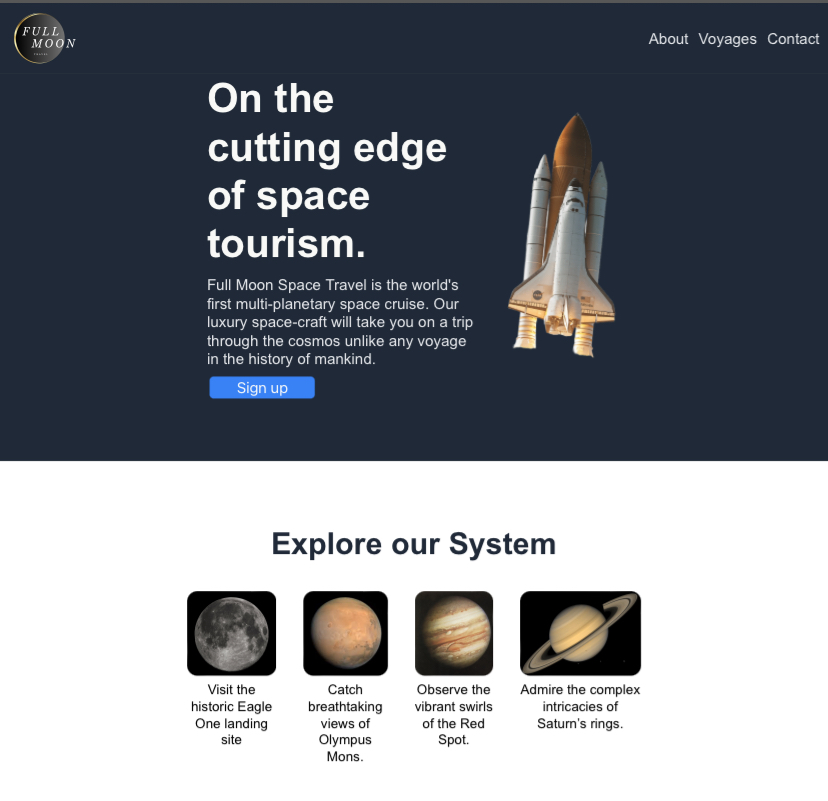 FULL
MOON
About Voyages Contact
On the
cutting edge
of space
tourism.
Full Moon Space Travel is the world's
first multi-planetary space cruise. Our
luxury space-craft will take you on a trip
through the cosmos unlike any voyage
in the history of mankind.
Sign up
Explore our System
Visit the
historic Eagle
One landing
site
Catch
breathtaking
views of
Olympus
Mons.
Observe the
vibrant swirls
of the Red
Spot.
Admire the complex
intricacies of
Saturn's rings.